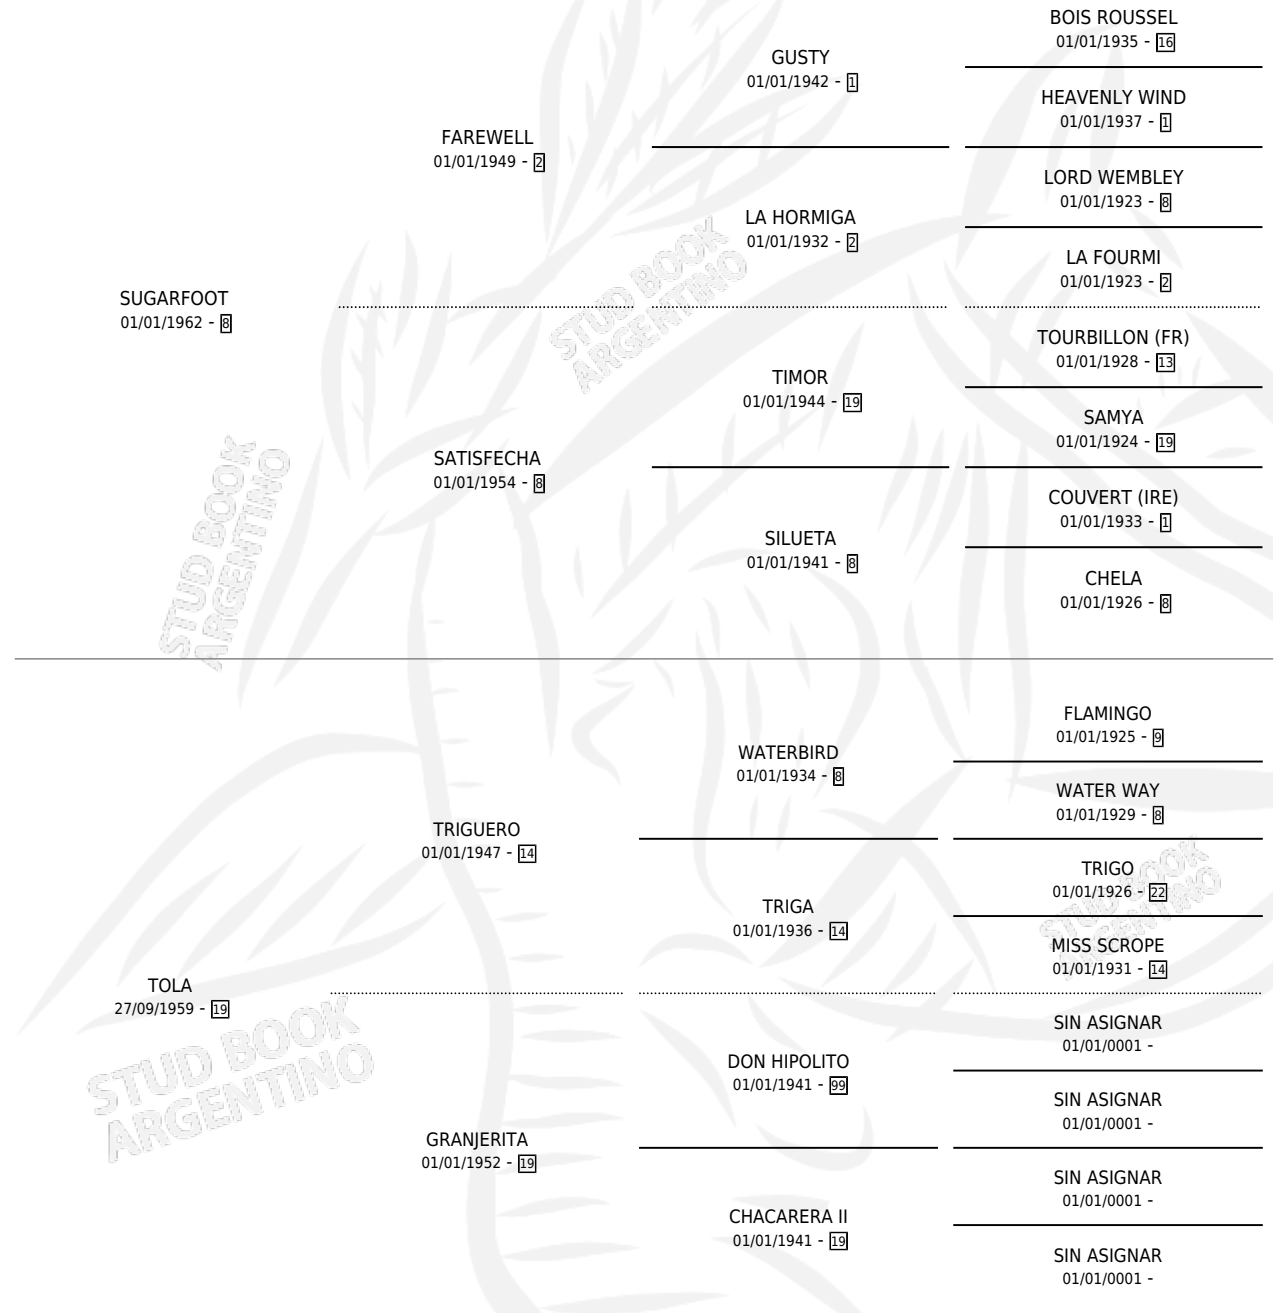 BOIS ROUSSEL
01/01/1935 - 16
GUSTY
01/01/1942 - 1
HEAVENLY WIND
01/01/1937 - 1
FAREWELL
01/01/1949 - 2
LORD WEMBLEY
01/01/1923 - 8
LA HORMIGA
01/01/1932 - 2
LA FOURMI
01/01/1923 - 2
SUGARFOOT
01/01/1962 - 8
STUD BOOK
ARGENTINO
TOURBILLON (FR)
01/01/1928 - 13
TIMOR
01/01/1944 - 19
SAMYA
01/01/1924 - 19
SATISFECHA
01/01/1954 - 8
COUVERT (IRE)
01/01/1933 - 1
SILUETA
01/01/1941 - 8
CHELA
01/01/1926 - 8
STUD BOOK
ARGENTINO
FLAMINGO
01/01/1925 - 9
WATERBIRD
01/01/1934 - 8
WATER WAY
01/01/1929 - 8
TRIGUERO
01/01/1947 - 14
TRIGO
01/01/1926 - 22
TRIGA
01/01/1936 - 14
STUD BOOK
ARGENTINO
MISS SCROPE
01/01/1931 - 14
TOLA
27/09/1959 - 19
SIN ASIGNAR
01/01/0001 -
DON HIPOLITO
01/01/1941 - 99
STUD BOOK
ARGENTINO
SIN ASIGNAR
01/01/0001 -
GRANJERITA
01/01/1952 - 19
SIN ASIGNAR
01/01/0001 -
CHACARERA II
01/01/1941 - 19
SIN ASIGNAR
01/01/0001 -